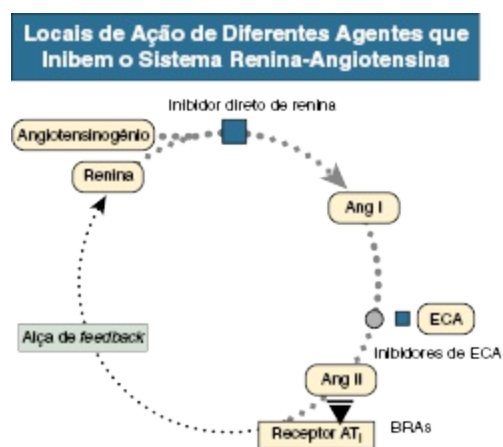 Locais de Ação de Diferentes Agentes que
Inibem o Sistema Renina-Angiotensina
Inibidor direto de renina
Angiotensinogênio
Renina
Ang I
ECA
Inibidores de ECA
Alça de feedback
Ang II
Receptor AT₁
BRAs